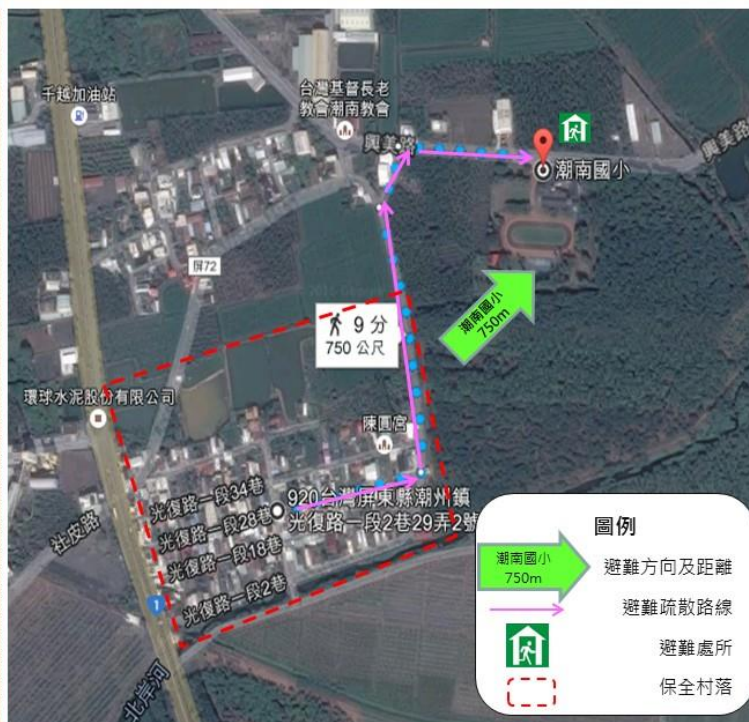 台灣基督長老
教會潮南教會
千越加油站
興美路
潮南國小
興美路
屏72
潮南國小
750m
9 分
750 公尺
環球水泥股份有限公司
陳圓宮
光復路一段34巷
光復路一段28巷
920台灣屏東縣潮州鎮
光復路一段2巷29弄2號
光復路一段18巷
光復路一段2巷
社皮路
1
北岸河
圖例
潮南國小
750m
避難方向及距離
避難疏散路線
避難處所
保全村落